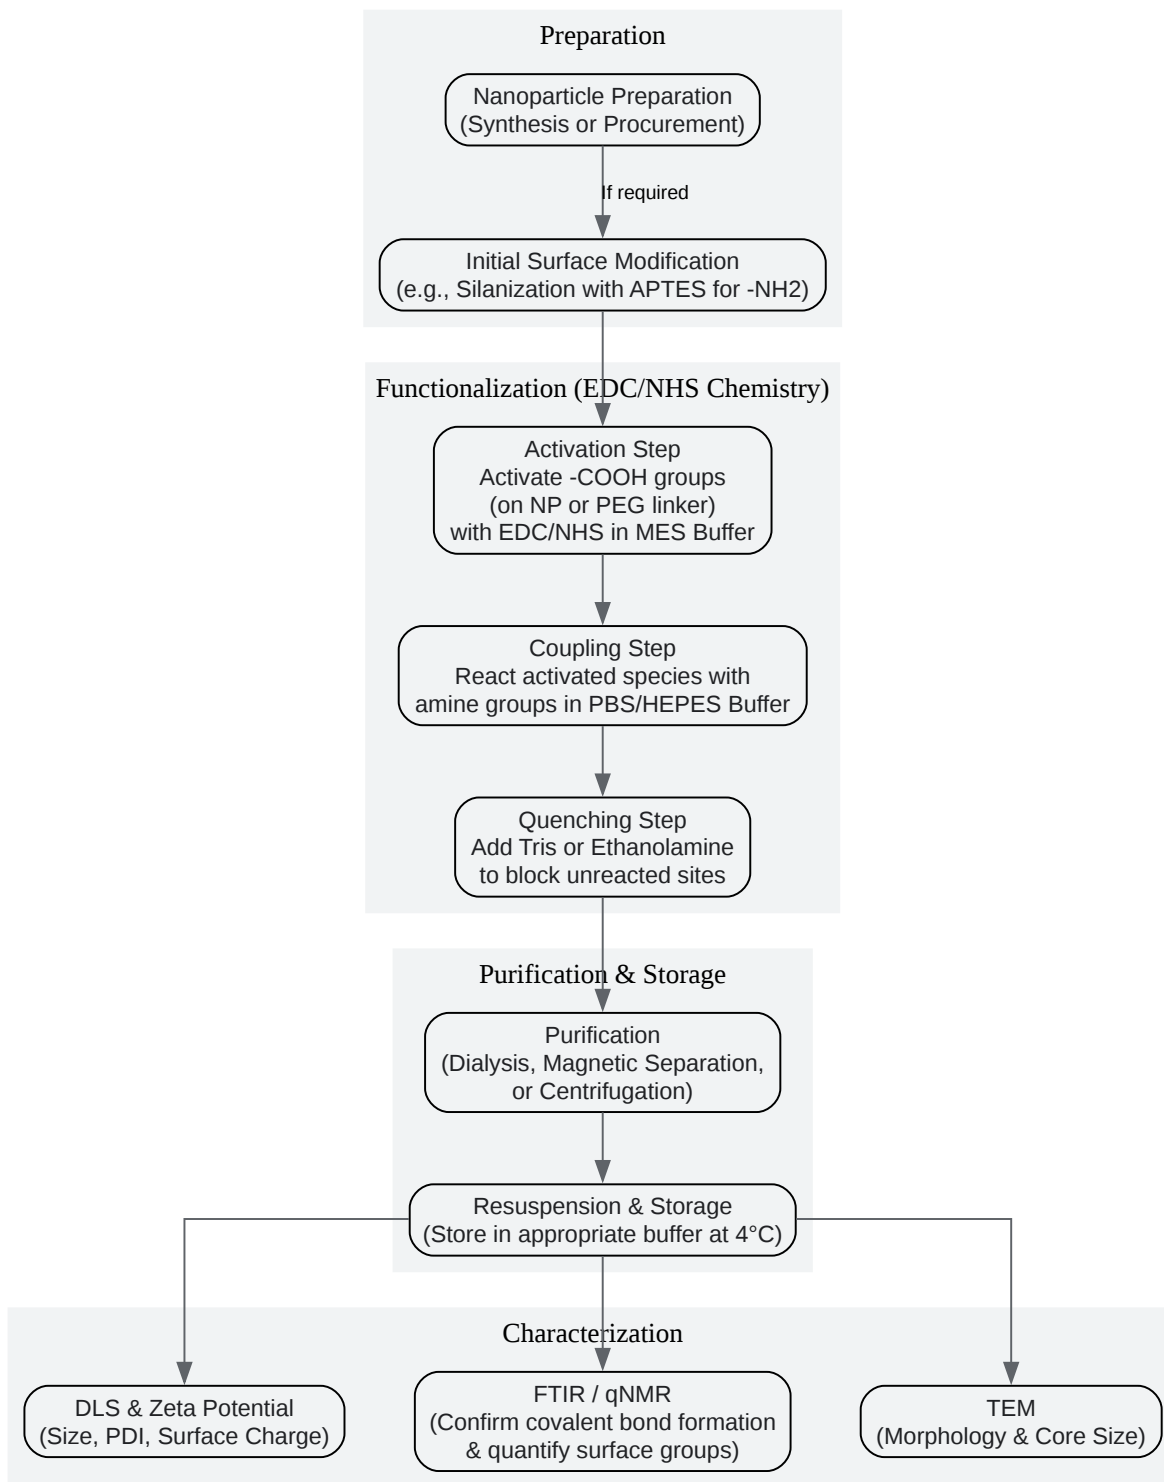 Preparation
Nanoparticle Preparation
(Synthesis or Procurement)
If required
Initial Surface Modification
(e.g., Silanization with APTES for -NH2)
Functionalization (EDC/NHS Chemistry)
Activation Step
Activate -COOH groups
(on NP or PEG linker)
with EDC/NHS in MES Buffer
Coupling Step
React activated species with
amine groups in PBS/HEPES Buffer
Quenching Step
Add Tris or Ethanolamine
to block unreacted sites
Purification & Storage
Purification
(Dialysis, Magnetic Separation,
or Centrifugation)
Resuspension & Storage
(Store in appropriate buffer at 4°C)
Characterization
DLS & Zeta Potential
(Size, PDI, Surface Charge)
FTIR / qNMR
(Confirm covalent bond formation
& quantify surface groups)
TEM
(Morphology & Core Size)